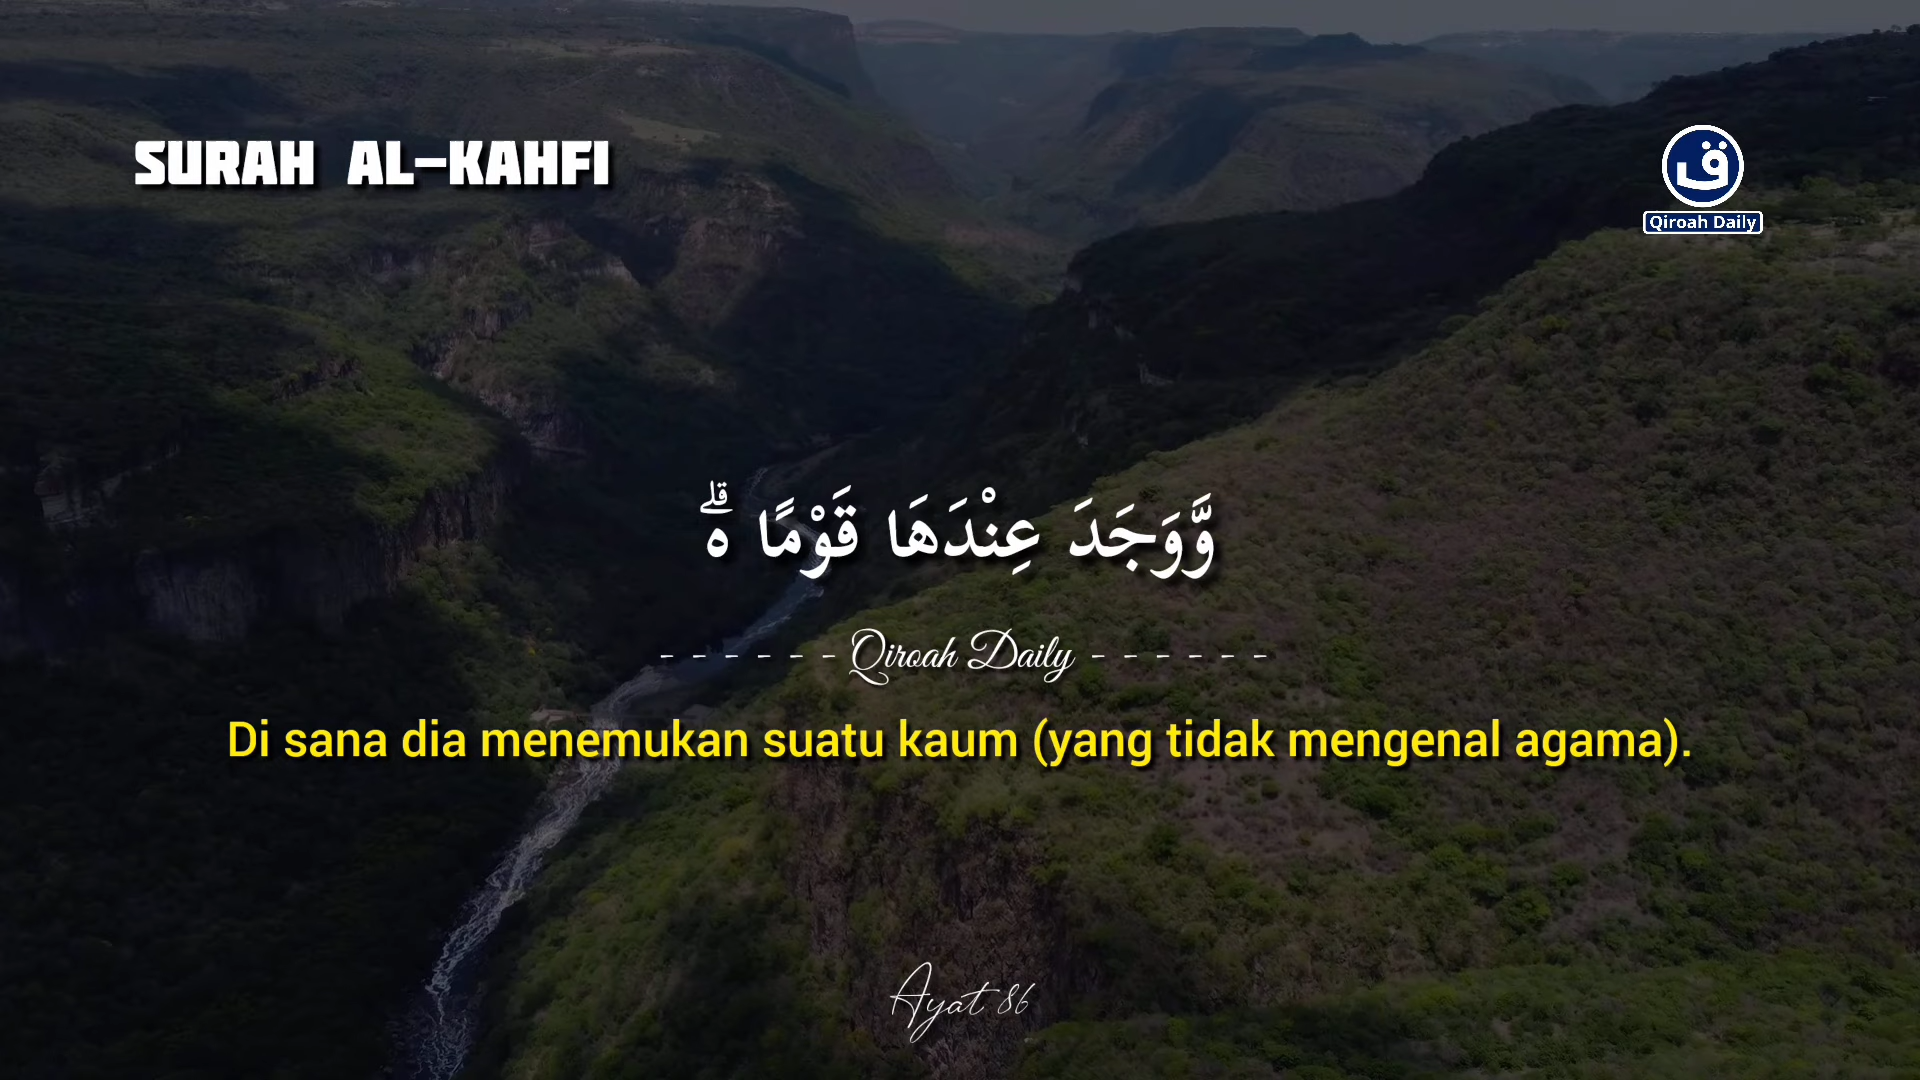 SURAH AL-KAHFI
ق
Qiroah Daily
وَّوَجَدَ عِنْدَهَا قَوْمًا ەۗ
- - - - - - Qiroah Daily - - - - - -
Di sana dia menemukan suatu kaum (yang tidak mengenal agama).
Ayat 86